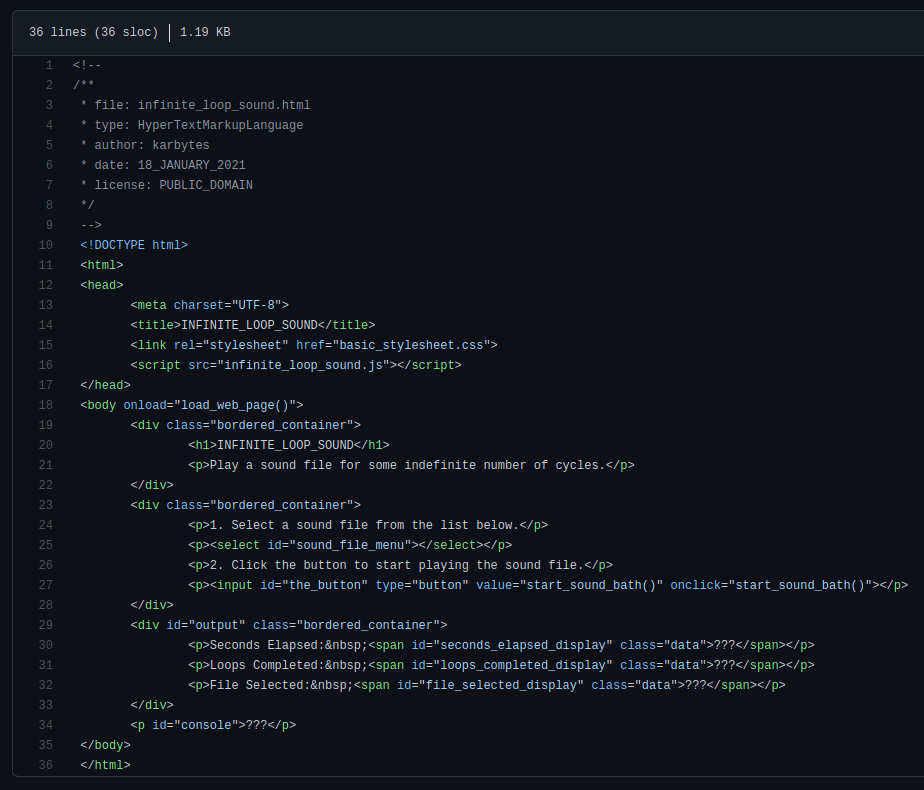 36 lines (36 sloc) | 1.19 KB
1 <!--
2 /**
3  * file: infinite_loop_sound.html
4  * type: HyperTextMarkupLanguage
5  * author: karbytes
6  * date: 18_JANUARY_2021
7  * license: PUBLIC_DOMAIN
8  */
9  -->
10  <!DOCTYPE html>
11  <html>
12  <head>
13         <meta charset="UTF-8">
14         <title>INFINITE_LOOP_SOUND</title>
15         <link rel="stylesheet" href="basic_stylesheet.css">
16         <script src="infinite_loop_sound.js"></script>
17  </head>
18  <body onload="load_web_page()">
19         <div class="bordered_container">
20                 <h1>INFINITE_LOOP_SOUND</h1>
21                 <p>Play a sound file for some indefinite number of cycles.</p>
22         </div>
23         <div class="bordered_container">
24                 <p>1. Select a sound file from the list below.</p>
25                 <p><select id="sound_file_menu"></select></p>
26                 <p>2. Click the button to start playing the sound file.</p>
27                 <p><input id="the_button" type="button" value="start_sound_bath()" onclick="start_sound_bath()"></p>
28         </div>
29         <div id="output" class="bordered_container">
30                 <p>Seconds Elapsed:&nbsp;<span id="seconds_elapsed_display" class="data">???</span></p>
31                 <p>Loops Completed:&nbsp;<span id="loops_completed_display" class="data">???</span></p>
32                 <p>File Selected:&nbsp;<span id="file_selected_display" class="data">???</span></p>
33         </div>
34         <p id="console">???</p>
35  </body>
36  </html>